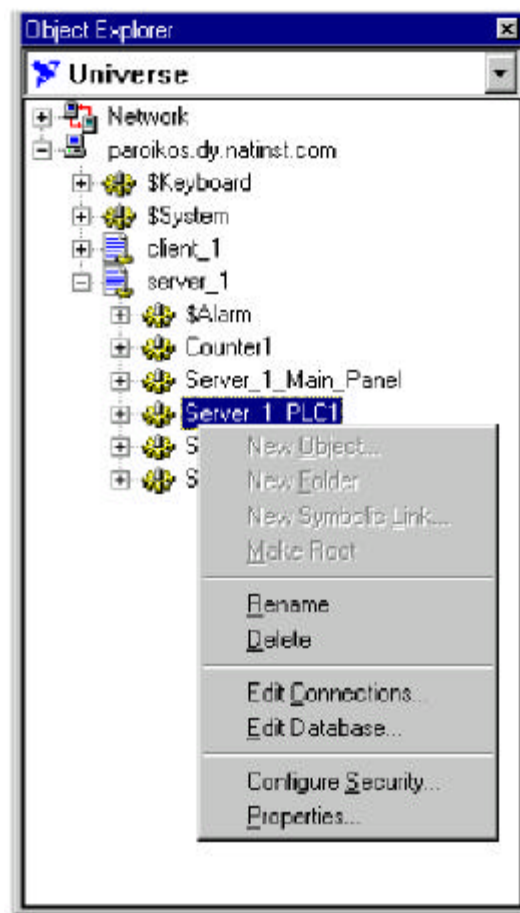 Object Explorer
Universe
Network
paroikos.dy.natinst.com
$Keyboard
$System
client_1
server_1
$Alarm
Counter1
Server_1_Main_Panel
Server_1_PLC1
S
S
New Object...
New Folder
New Symbolic Link...
Make Root
Rename
Delete
Edit Connections...
Edit Database...
Configure Security...
Properties...